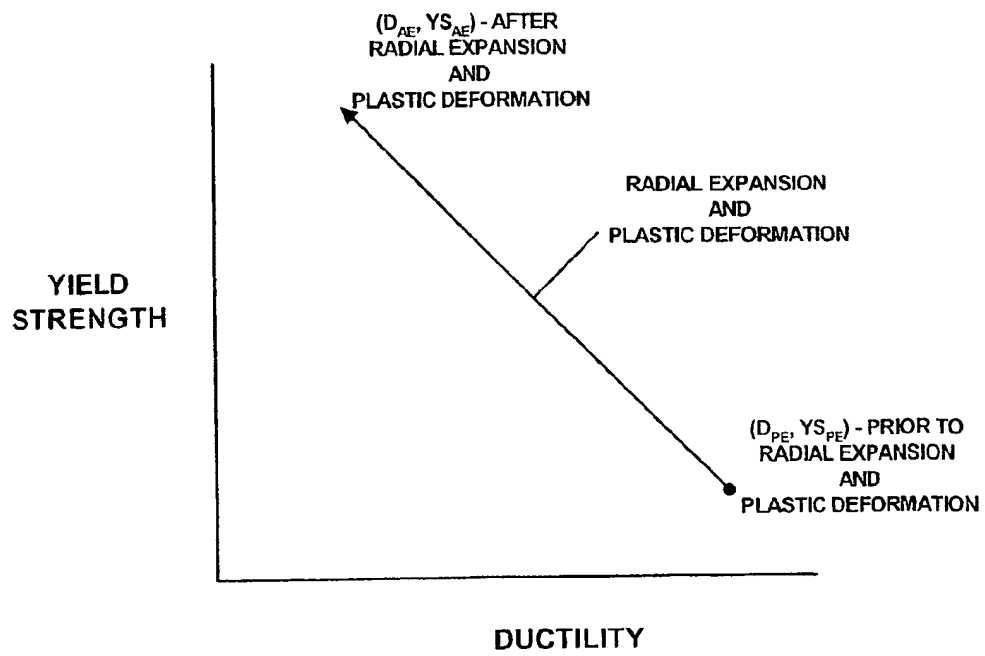 (D_AE, YS_AE) - AFTER
RADIAL EXPANSION
AND
PLASTIC DEFORMATION
RADIAL EXPANSION
AND
PLASTIC DEFORMATION
YIELD
STRENGTH
(D_PE, YS_PE) - PRIOR TO
RADIAL EXPANSION
AND
PLASTIC DEFORMATION
DUCTILITY